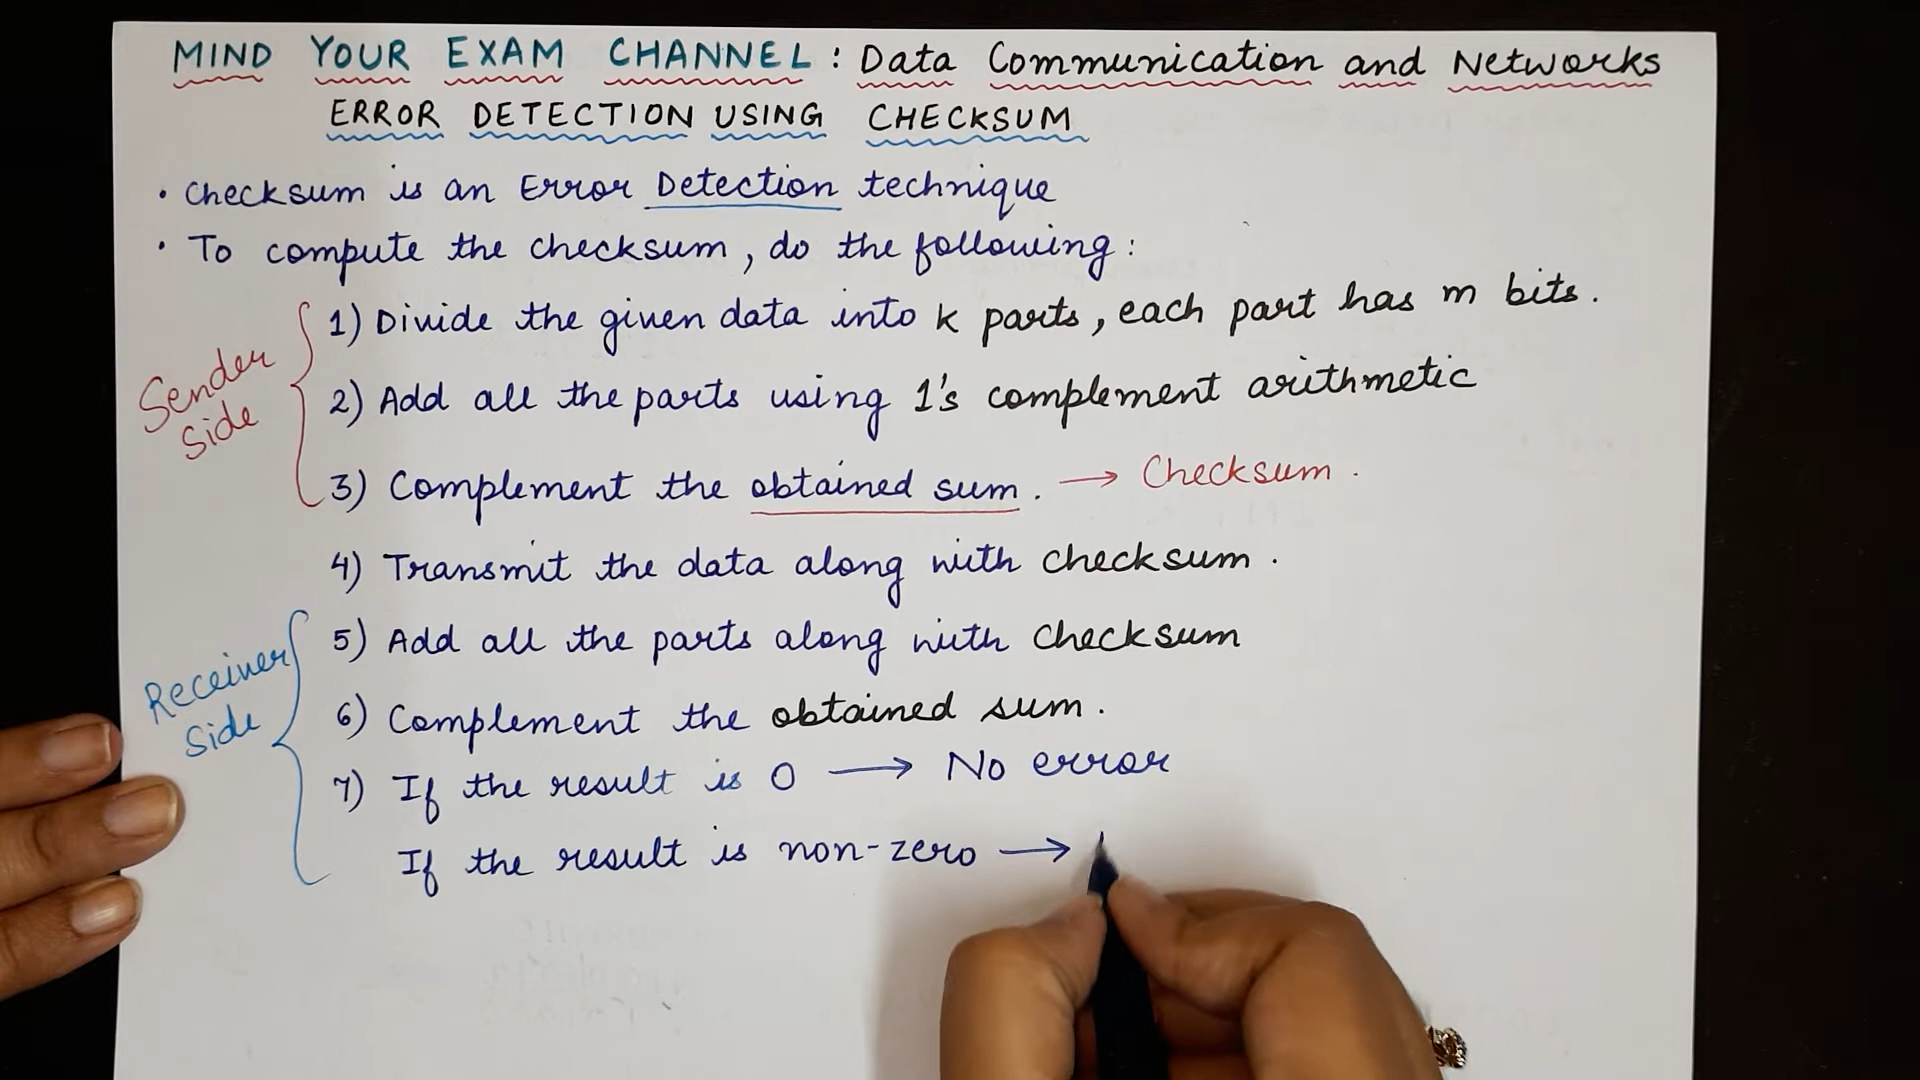 MIND YOUR EXAM CHANNEL : Data Communication and Networks
ERROR DETECTION USING CHECKSUM
• Checksum is an Error Detection technique
• To compute the checksum, do the following:
Sender side
1) Divide the given data into k parts, each part has m bits.
2) Add all the parts using 1's complement arithmetic
3) Complement the obtained sum. → Checksum.
4) Transmit the data along with checksum.
Receiver side
5) Add all the parts along with checksum
6) Complement the obtained sum.
7) If the result is 0 → No error
If the result is non-zero →